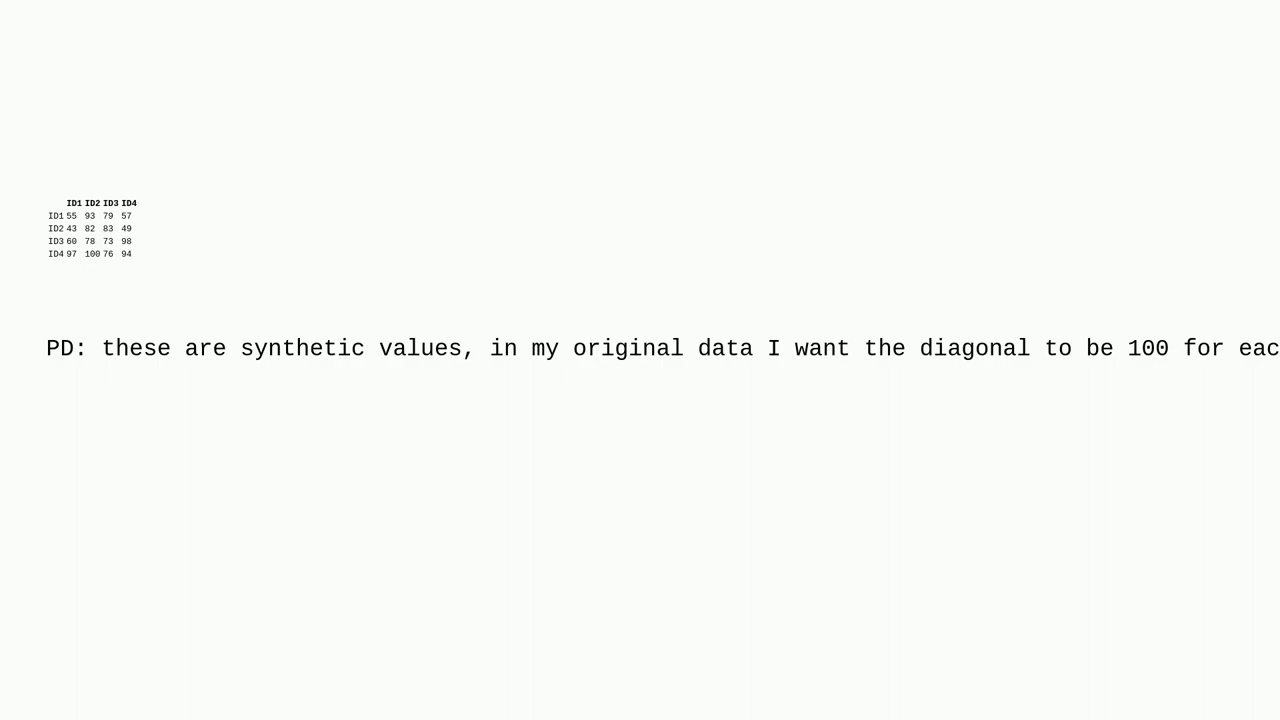 ID1 ID2 ID3 ID4
ID1 55 93 79 57
ID2 43 82 83 49
ID3 60 78 73 98
ID4 97 100 76 94
PD: these are synthetic values, in my original data I want the diagonal to be 100 for